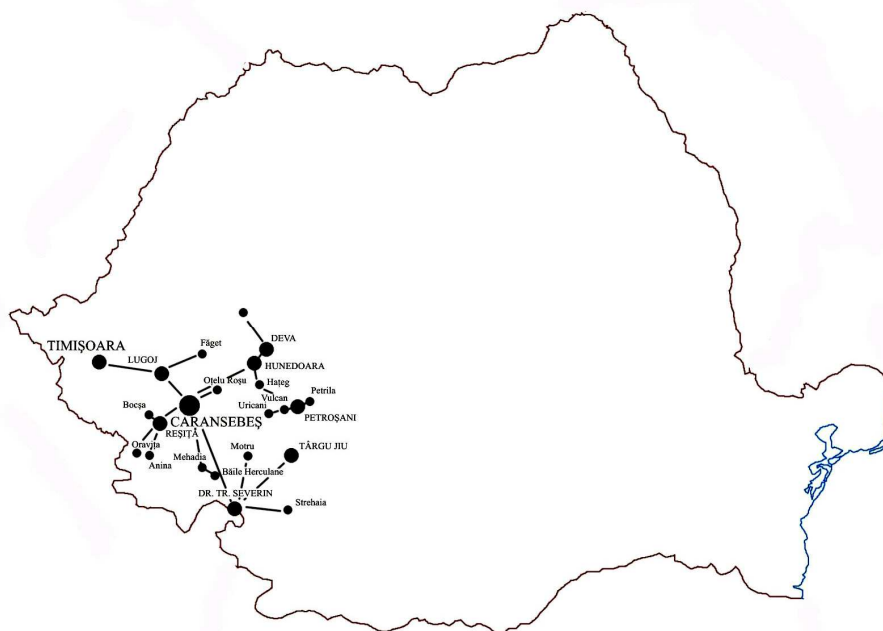 TIMIŞOARA
LUGOJ
Făget
DEVA
HUNEDOARA
Oţelu Roşu
Haţeg
Petrila
Vulcan
Uricani
PETROŞANI
Bocşa
CARANSEBEŞ
REŞIŢA
Oraviţa
Anina
Mehadia
Motru
TÂRGU JIU
Băile Herculane
DR. TR. SEVERIN
Strehaia